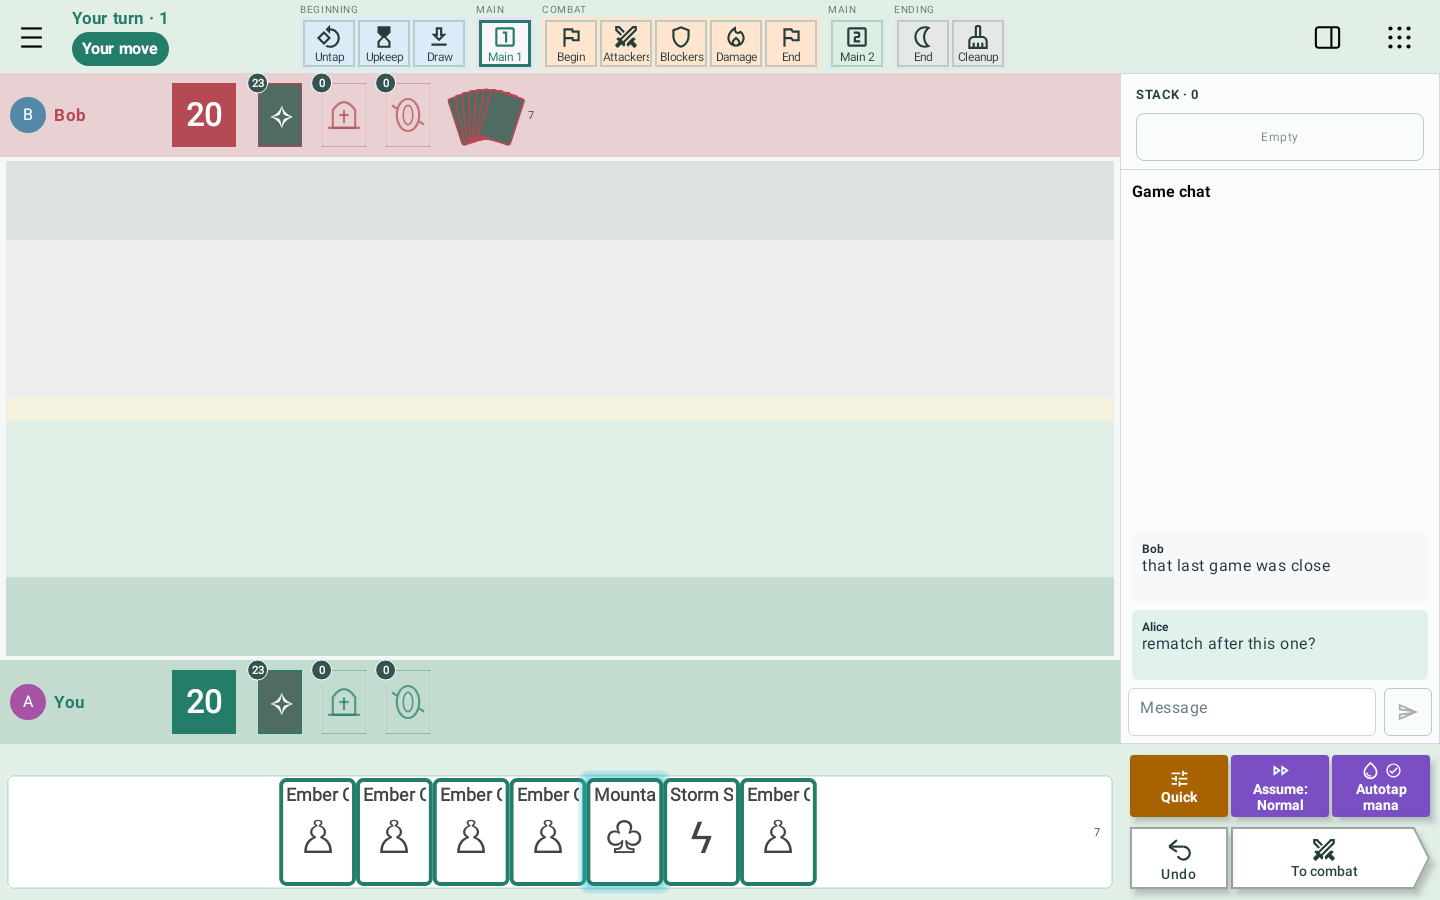 Your turn · 1
Your move
BEGINNING
Untap
Upkeep
Draw
MAIN
1
Main 1
COMBAT
Begin
Attackers
Blockers
Damage
End
MAIN
2
Main 2
ENDING
End
Cleanup
B
Bob
20
23
0
0
7
STACK · 0
Empty
Game chat
Bob
that last game was close
Alice
rematch after this one?
Message
A
You
20
23
0
0
Ember C
Ember C
Ember C
Ember C
Mounta
Storm S
Ember C
7
Quick
Assume:
Normal
Autotap
mana
Undo
To combat